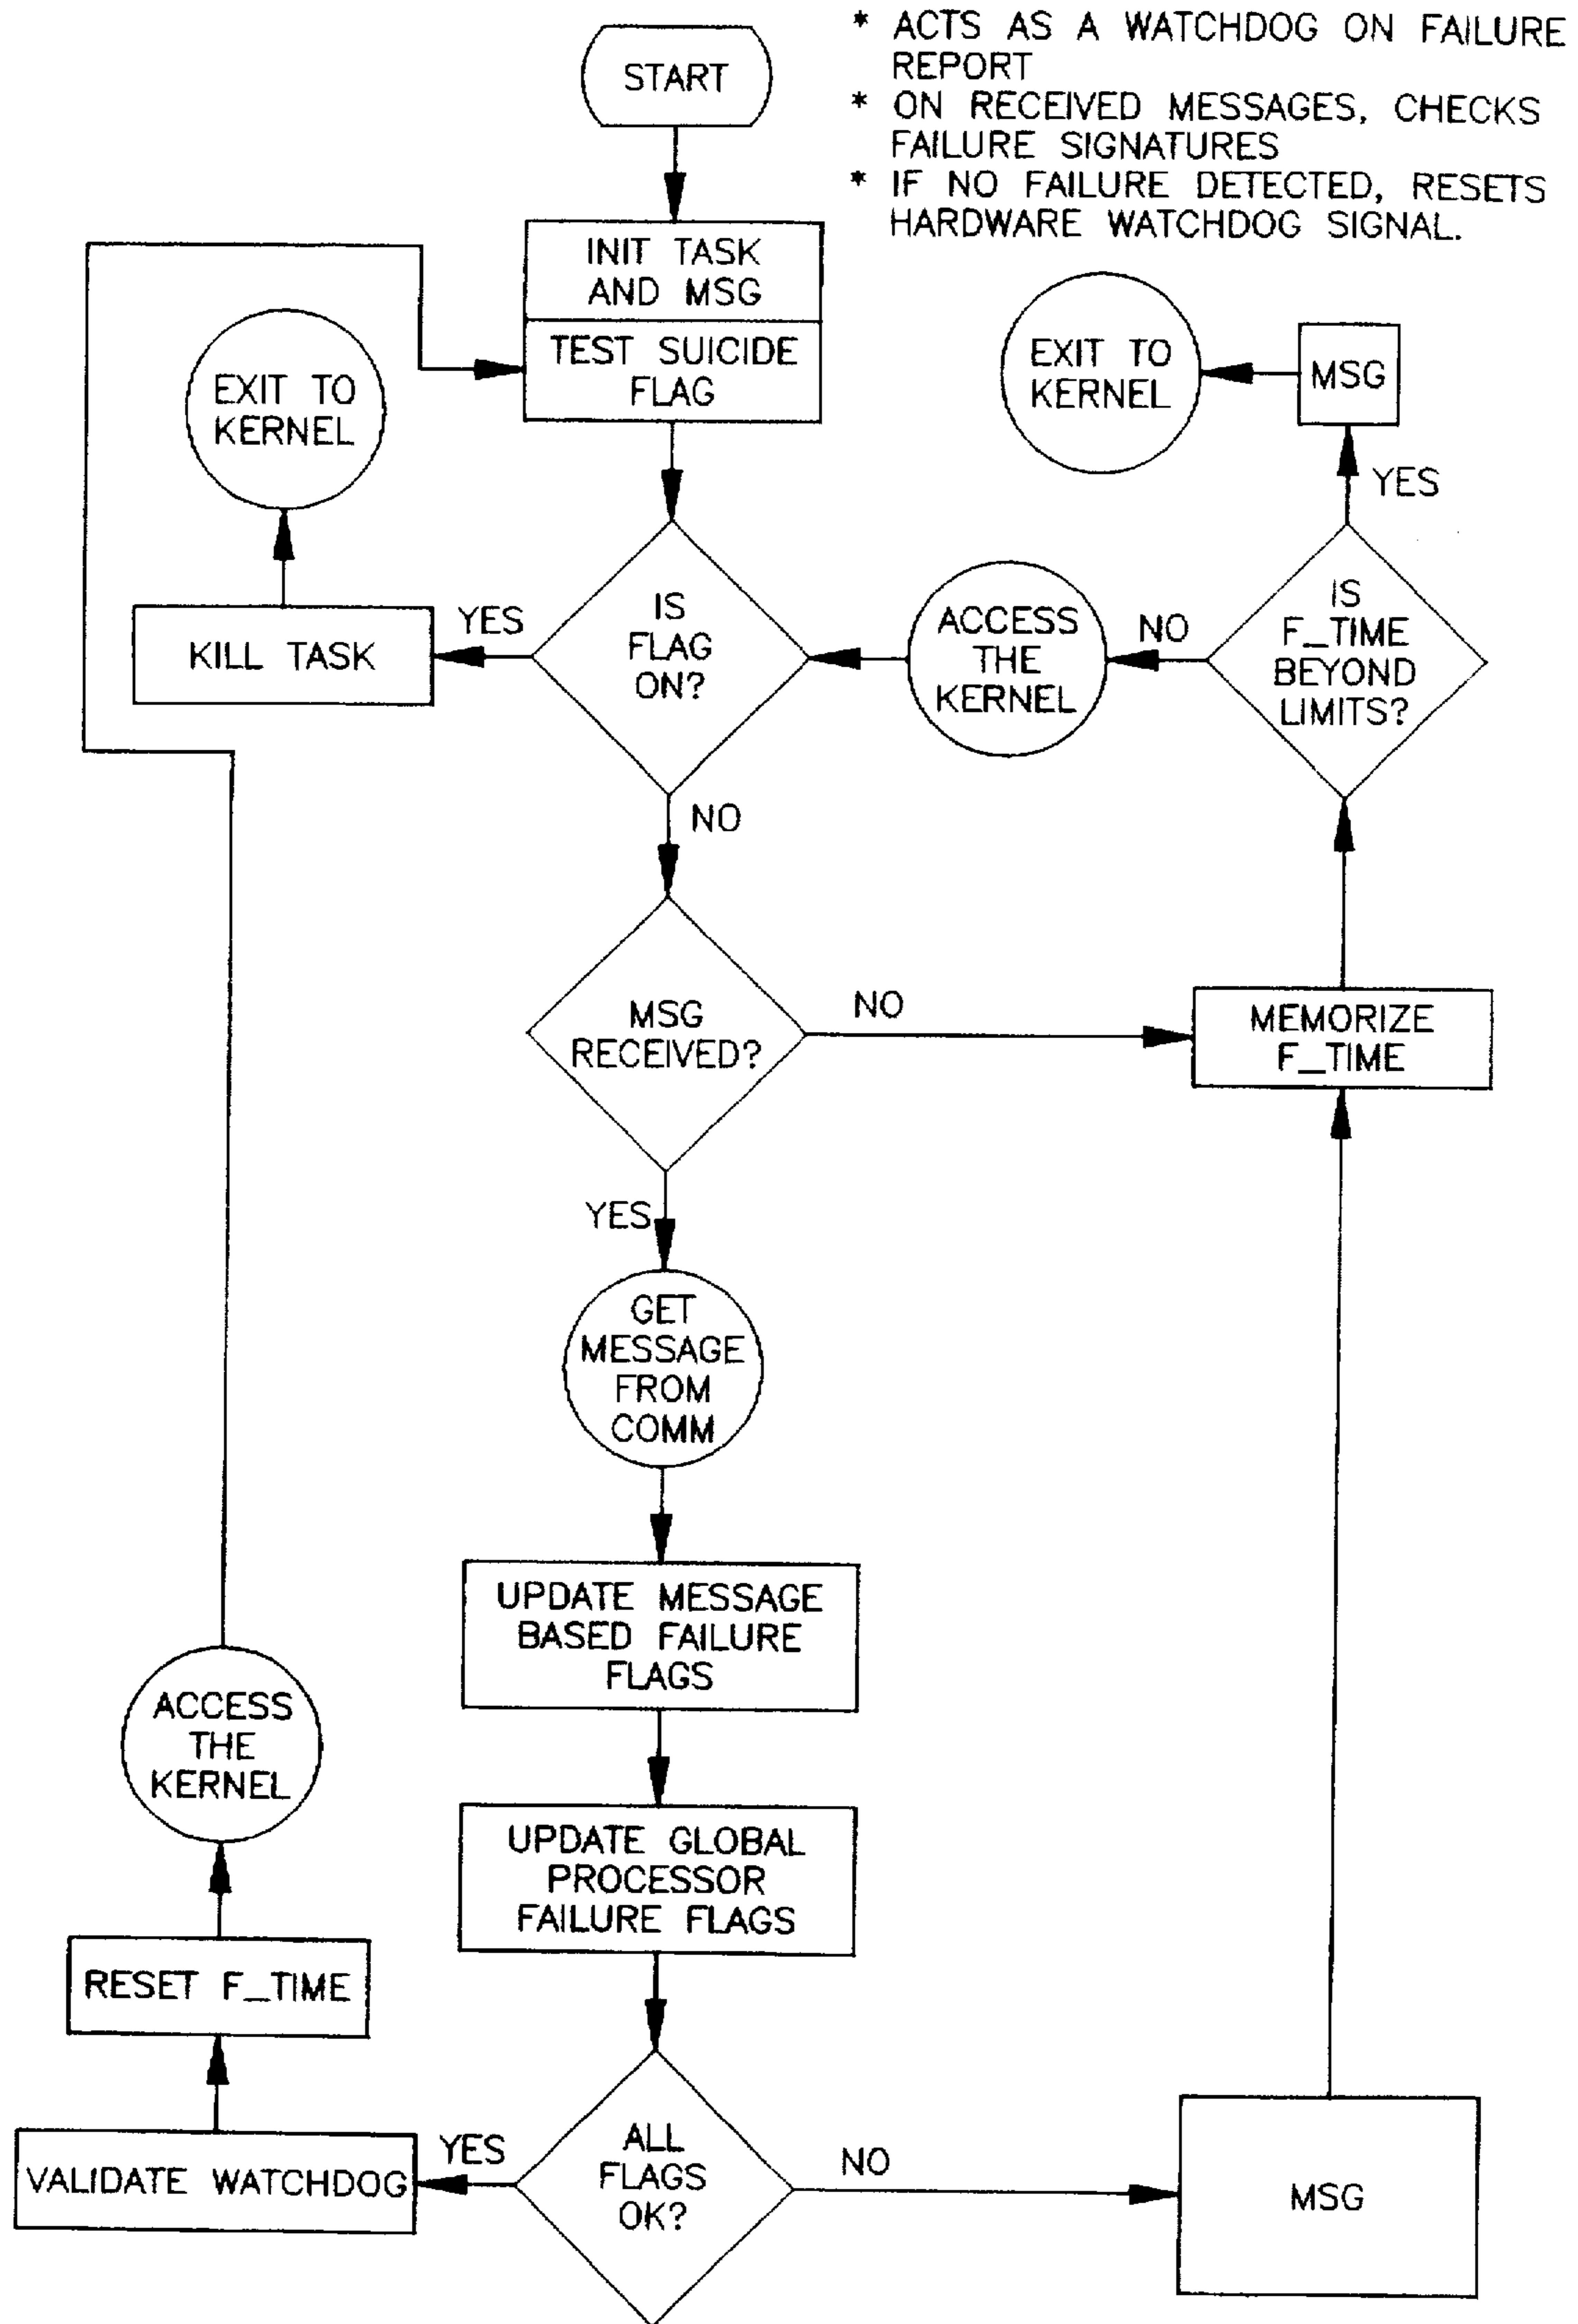 * ACTS AS A WATCHDOG ON FAILURE
REPORT
* ON RECEIVED MESSAGES, CHECKS
FAILURE SIGNATURES
* IF NO FAILURE DETECTED, RESETS
HARDWARE WATCHDOG SIGNAL.
START
INIT TASK
AND MSG
TEST SUICIDE
FLAG
EXIT TO
KERNEL
EXIT TO
KERNEL
MSG
YES
KILL TASK
YES
IS
FLAG
ON?
ACCESS
THE
KERNEL
NO
IS
F_TIME
BEYOND
LIMITS?
NO
MSG
RECEIVED?
NO
MEMORIZE
F_TIME
YES
GET
MESSAGE
FROM
COMM
UPDATE MESSAGE
BASED FAILURE
FLAGS
ACCESS
THE
KERNEL
UPDATE GLOBAL
PROCESSOR
FAILURE FLAGS
RESET F_TIME
VALIDATE WATCHDOG
YES
ALL
FLAGS
OK?
NO
MSG